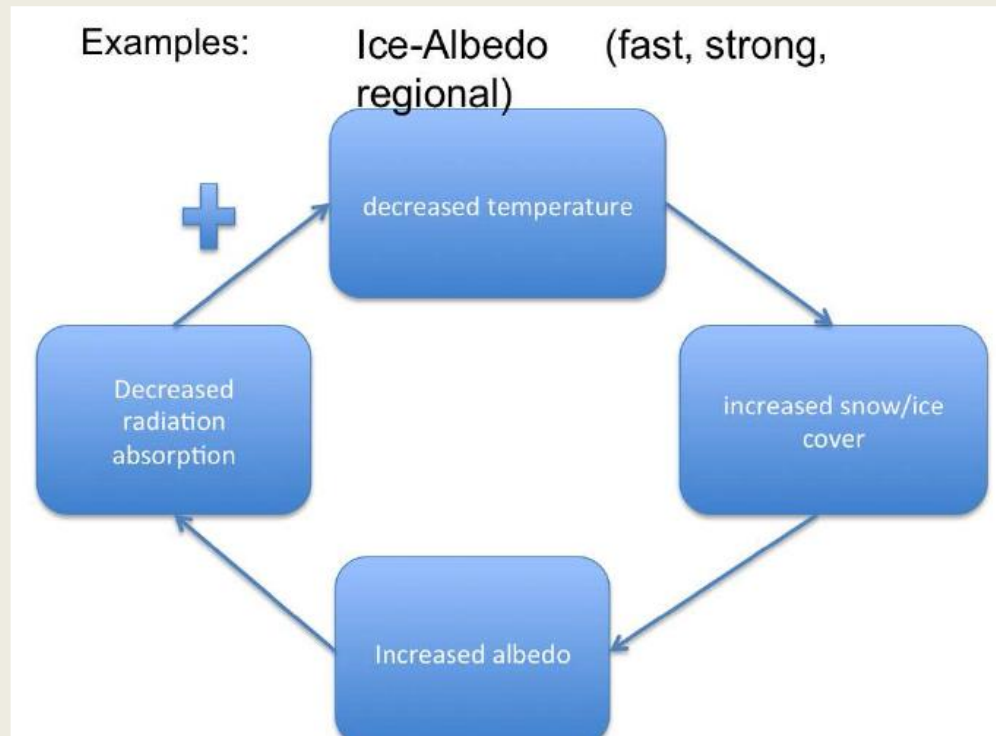 Examples:
Ice-Albedo (fast, strong,
regional)
decreased temperature
increased snow/ice
cover
Increased albedo
Decreased
radiation
absorption